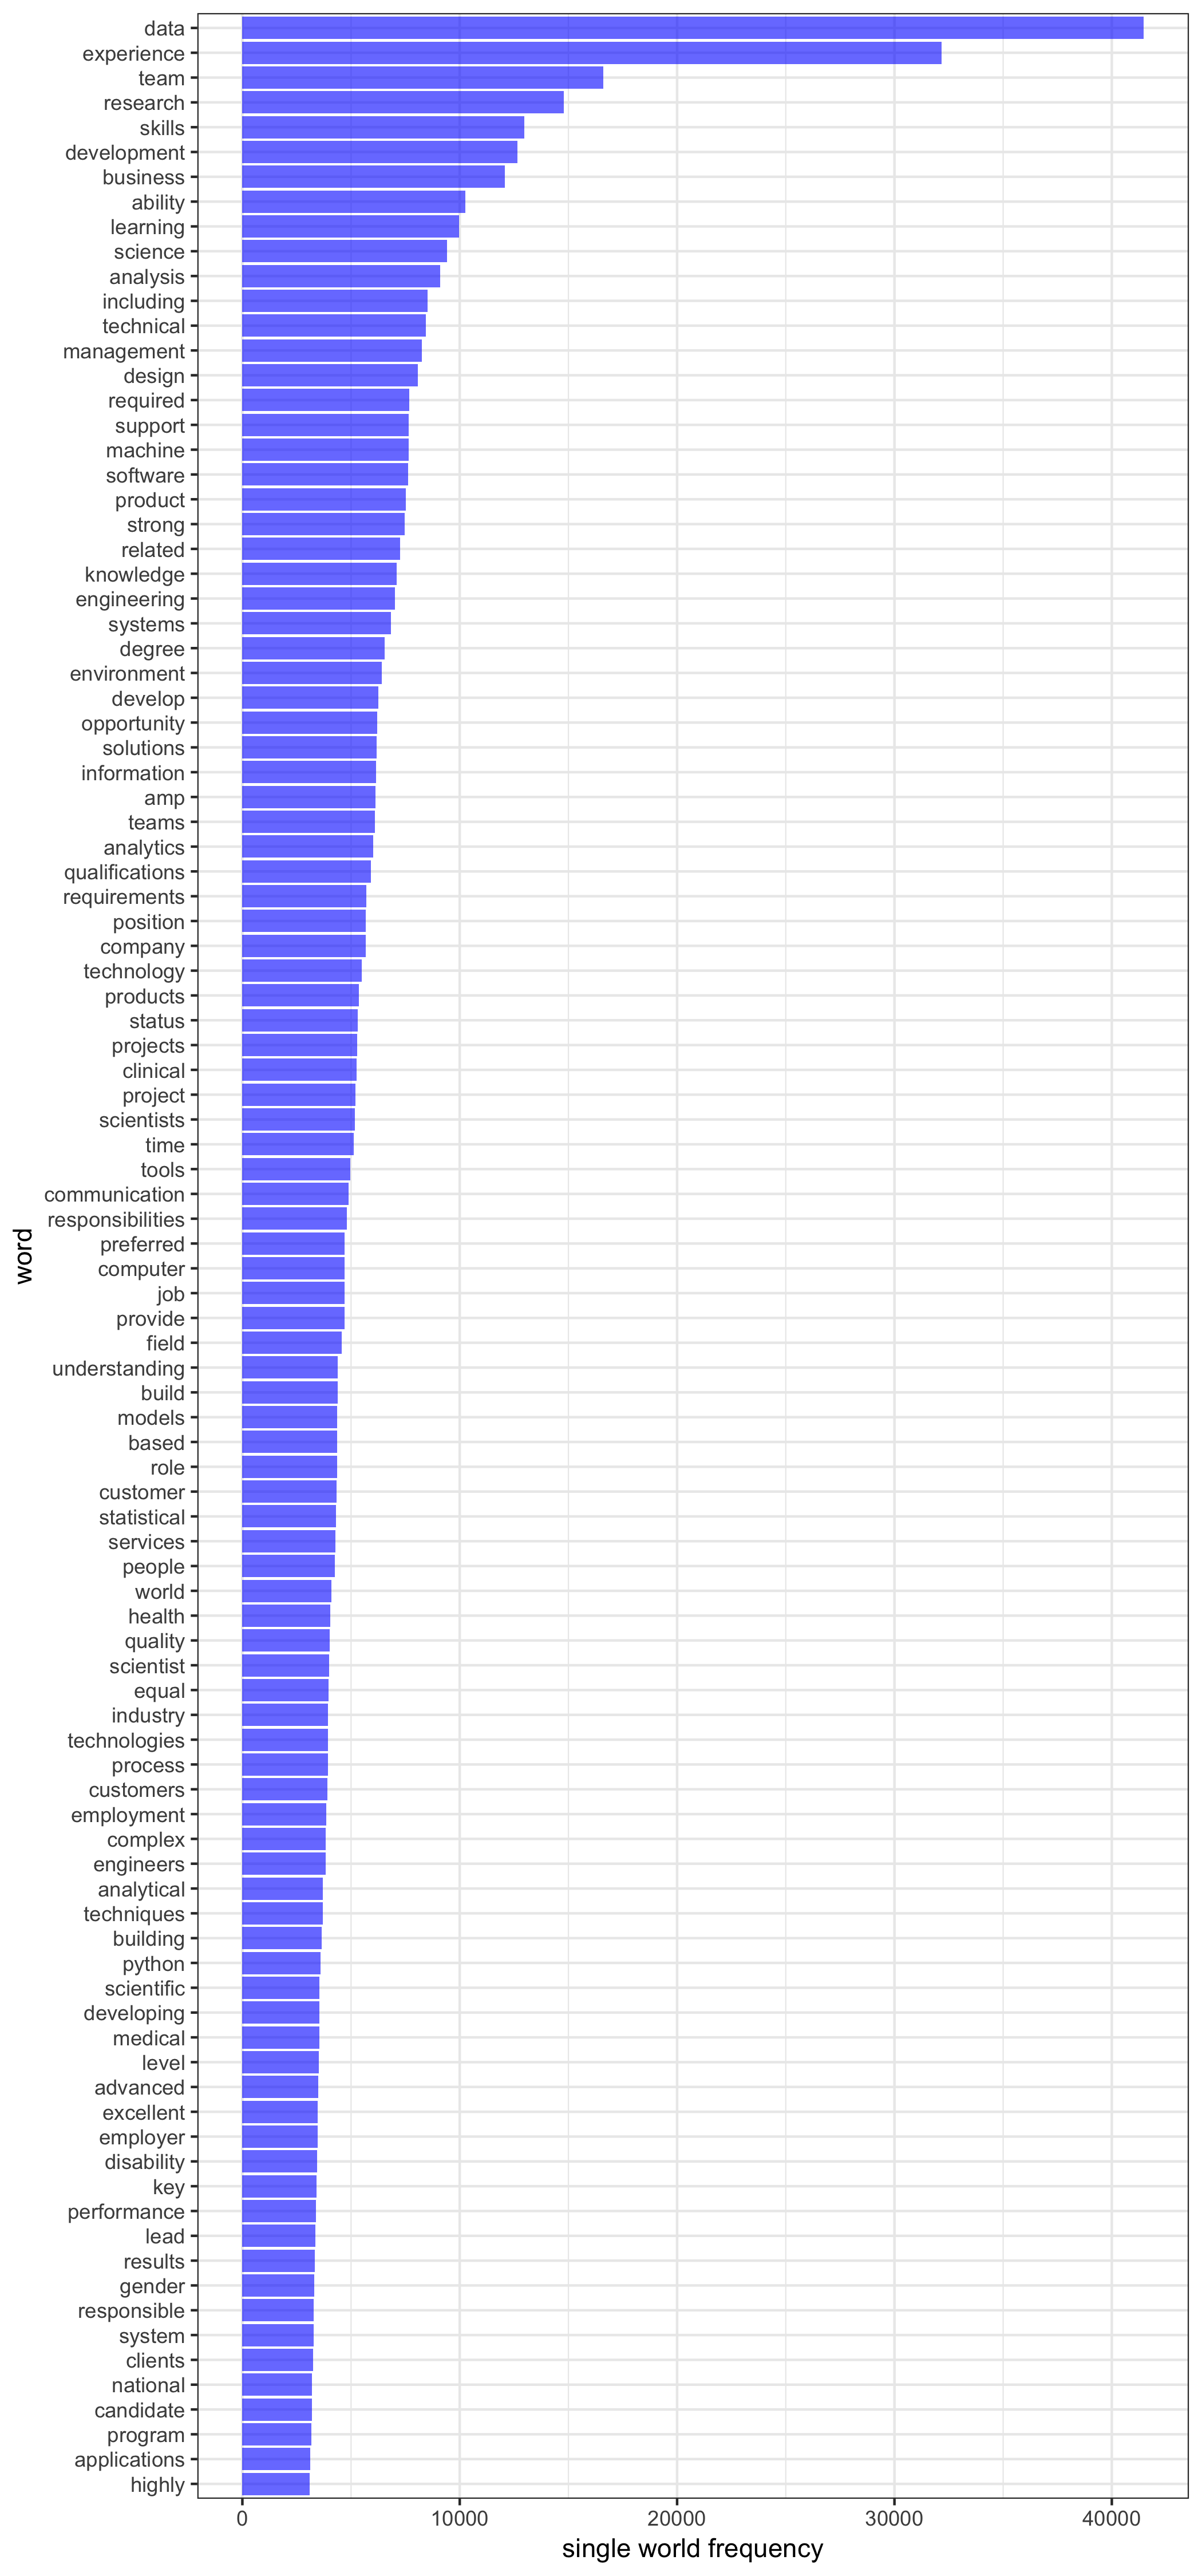 data
experience
team
research
skills
development
business
ability
learning
science
analysis
including
technical
management
design
required
support
machine
software
product
strong
related
knowledge
engineering
systems
degree
environment
develop
opportunity
solutions
information
amp
teams
analytics
qualifications
requirements
position
company
technology
products
status
projects
clinical
project
scientists
time
tools
communication
responsibilities
preferred
computer
job
provide
field
understanding
build
models
based
role
customer
statistical
services
people
world
health
quality
scientist
equal
industry
technologies
process
customers
employment
complex
engineers
analytical
techniques
building
python
scientific
developing
medical
level
advanced
excellent
employer
disability
key
performance
lead
results
gender
responsible
system
clients
national
candidate
program
applications
highly
word
0 10000 20000 30000 40000
single world frequency